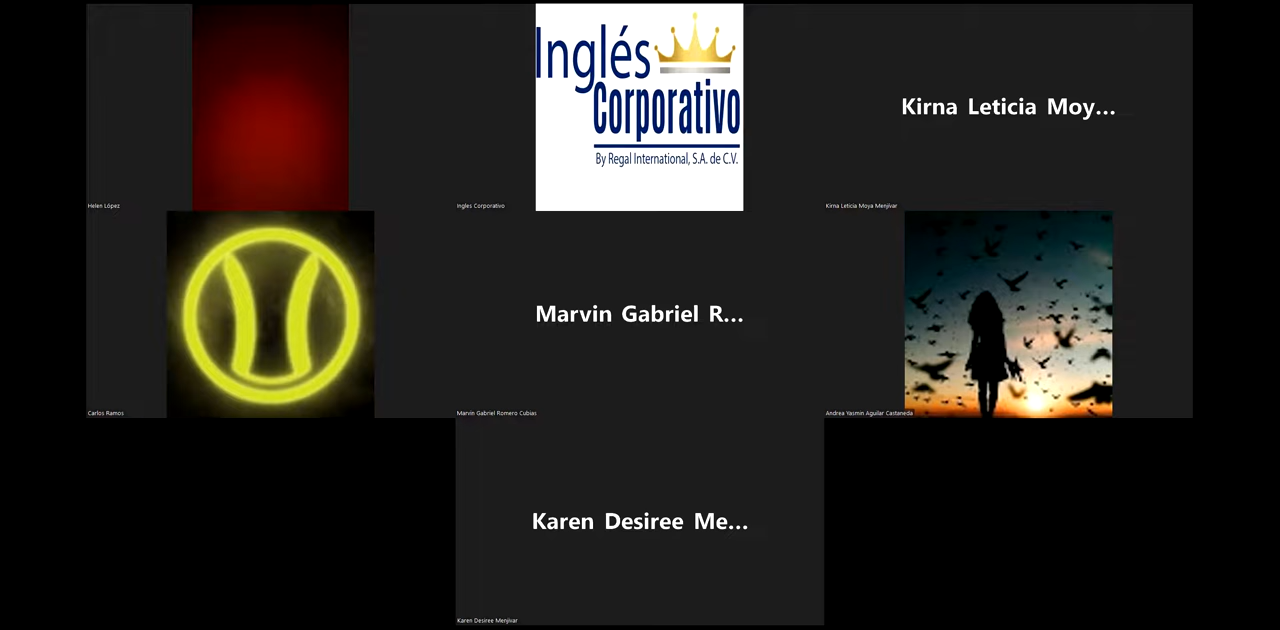 Inglés
Corporativo
By Regal International, S.A. de C.V.
Kirna Leticia Moy...
Helen López
Ingles Corporativo
Kirna Leticia Moya Menjívar
Marvin Gabriel R...
Carlos Ramos
Marvin Gabriel Romero Cubias
Andrea Yasmin Aguilar Castaneda
Karen Desiree Me...
Karen Desiree Menjivar